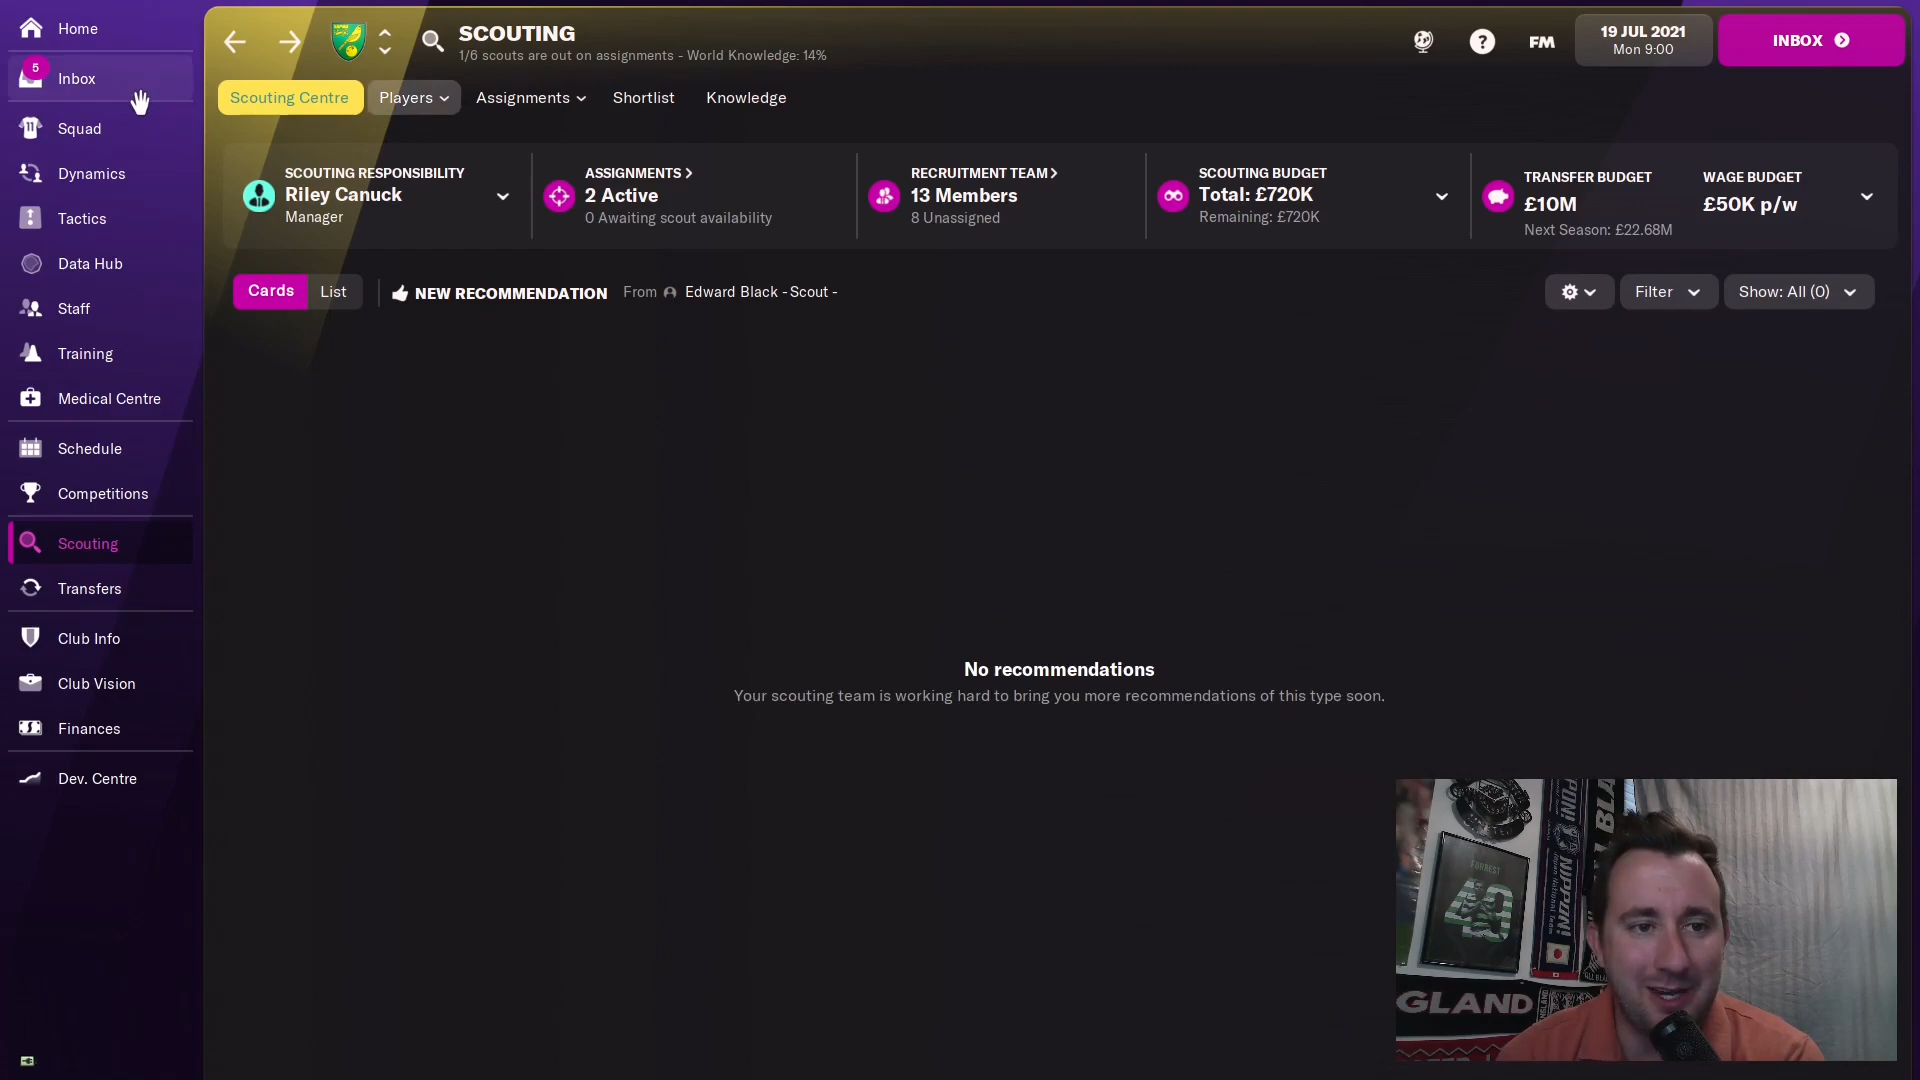 Home
5
Inbox
Squad
Dynamics
Tactics
Data Hub
Staff
Training
Medical Centre
Schedule
Competitions
Scouting
Transfers
Club Info
Club Vision
Finances
Dev. Centre
SCOUTING
1/6 scouts are out on assignments - World Knowledge: 14%
FM
19 JUL 2021
Mon 9:00
INBOX
Scouting Centre
Players
Assignments
Shortlist
Knowledge
SCOUTING RESPONSIBILITY
Riley Canuck
Manager
ASSIGNMENTS
2 Active
0 Awaiting scout availability
RECRUITMENT TEAM
13 Members
8 Unassigned
SCOUTING BUDGET
Total: £720K
Remaining: £720K
TRANSFER BUDGET
£10M
Next Season: £22.68M
WAGE BUDGET
£50K p/w
Cards
List
NEW RECOMMENDATION From Edward Black - Scout -
Filter
Show: All (0)
No recommendations
Your scouting team is working hard to bring you more recommendations of this type soon.
FORREST
49
NIPPON!
GLAND